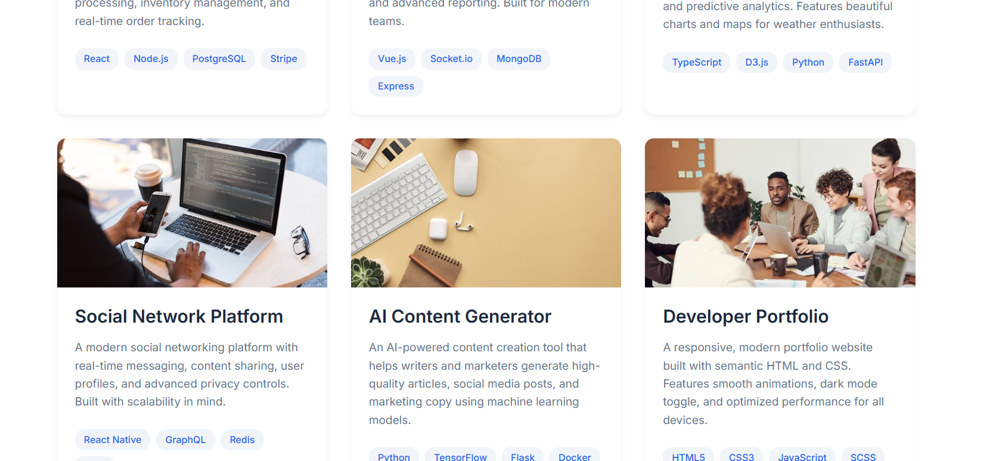 processing, inventory management, and
real-time order tracking.
React Node.js PostgreSQL Stripe
and advanced reporting. Built for modern
teams.
Vue.js Socket.io MongoDB
Express
and predictive analytics. Features beautiful
charts and maps for weather enthusiasts.
TypeScript D3.js Python FastAPI
Social Network Platform
A modern social networking platform with
real-time messaging, content sharing, user
profiles, and advanced privacy controls.
Built with scalability in mind.
React Native GraphQL Redis
AI Content Generator
An AI-powered content creation tool that
helps writers and marketers generate high-
quality articles, social media posts, and
marketing copy using machine learning
models.
Python TensorFlow Flask Docker
Developer Portfolio
A responsive, modern portfolio website
built with semantic HTML and CSS.
Features smooth animations, dark mode
toggle, and optimized performance for all
devices.
HTML5 CSS3 JavaScript SCSS